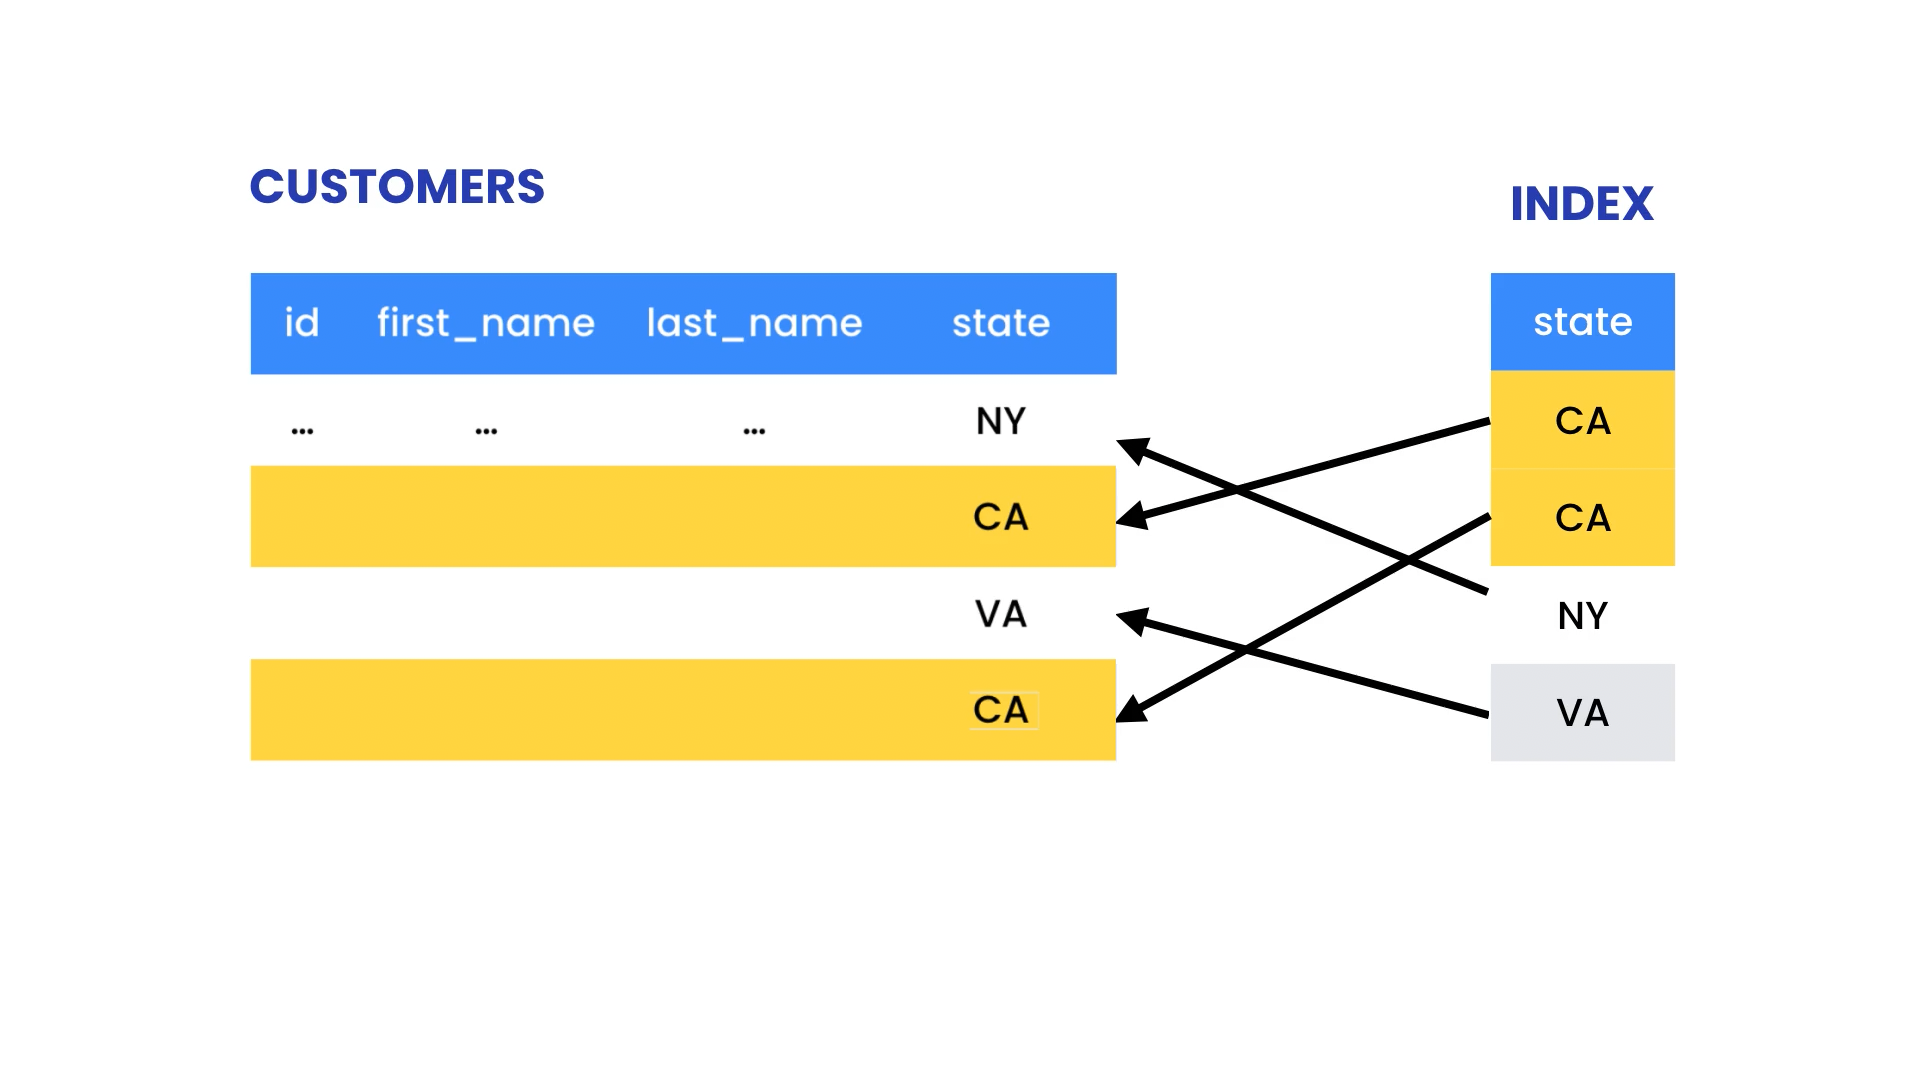 CUSTOMERS
id first_name last_name state
... ... ... NY
CA
VA
CA
INDEX
state
CA
CA
NY
VA